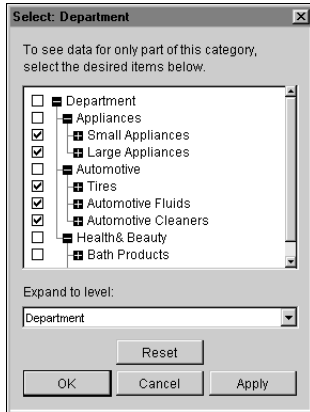 Select: Department
To see data for only part of this category,
select the desired items below.
Department
Appliances
Small Appliances
Large Appliances
Automotive
Tires
Automotive Fluids
Automotive Cleaners
Health& Beauty
Bath Products
Expand to level:
Department
Reset
OK Cancel Apply